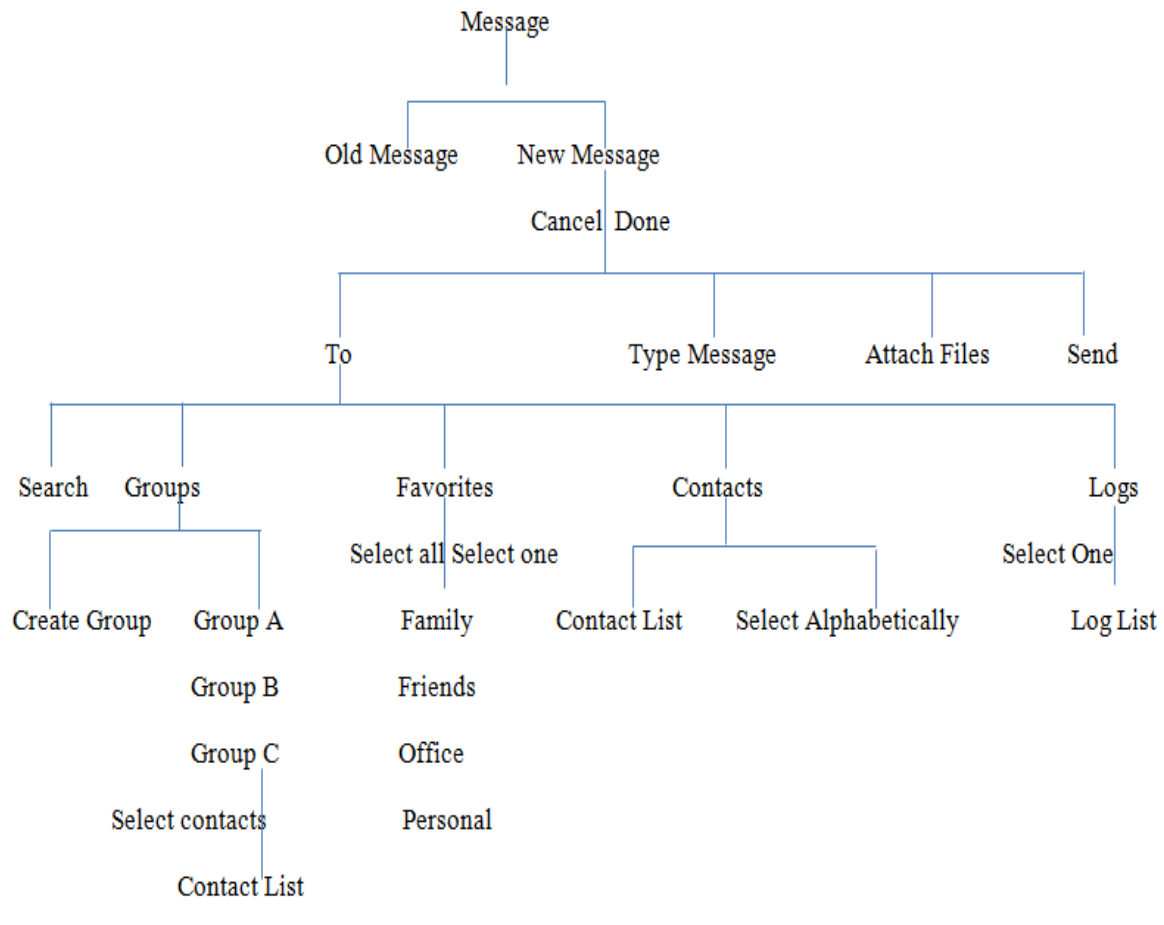 Message
Old Message New Message
Cancel Done
To Type Message Attach Files Send
Search Groups Favorites Contacts Logs
Select all Select one Select One
Create Group Group A Family Contact List Select Alphabetically Log List
Group B Friends
Group C Office
Select contacts Personal
Contact List